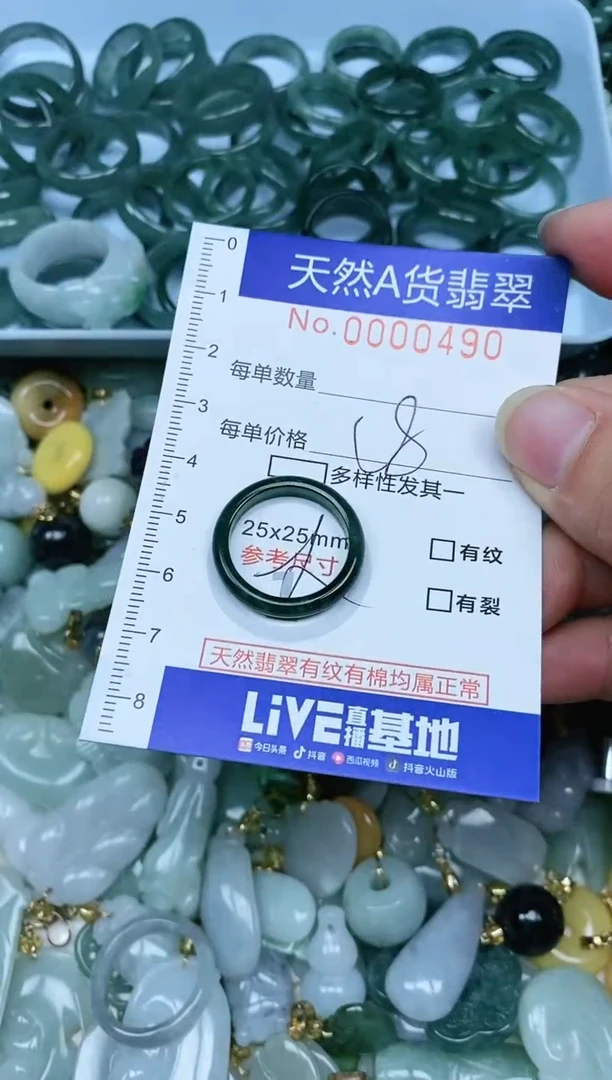 0
天然A货翡翠
No.0000490
1
2
每单数量
3
每单价格 8
4
多样性发其一
5
25x25mm
参考尺寸
有纹
6
有裂
7
天然翡翠有纹有棉均属正常
8
LiVE直播基地
今日头条 抖音 西瓜视频 抖音火山版